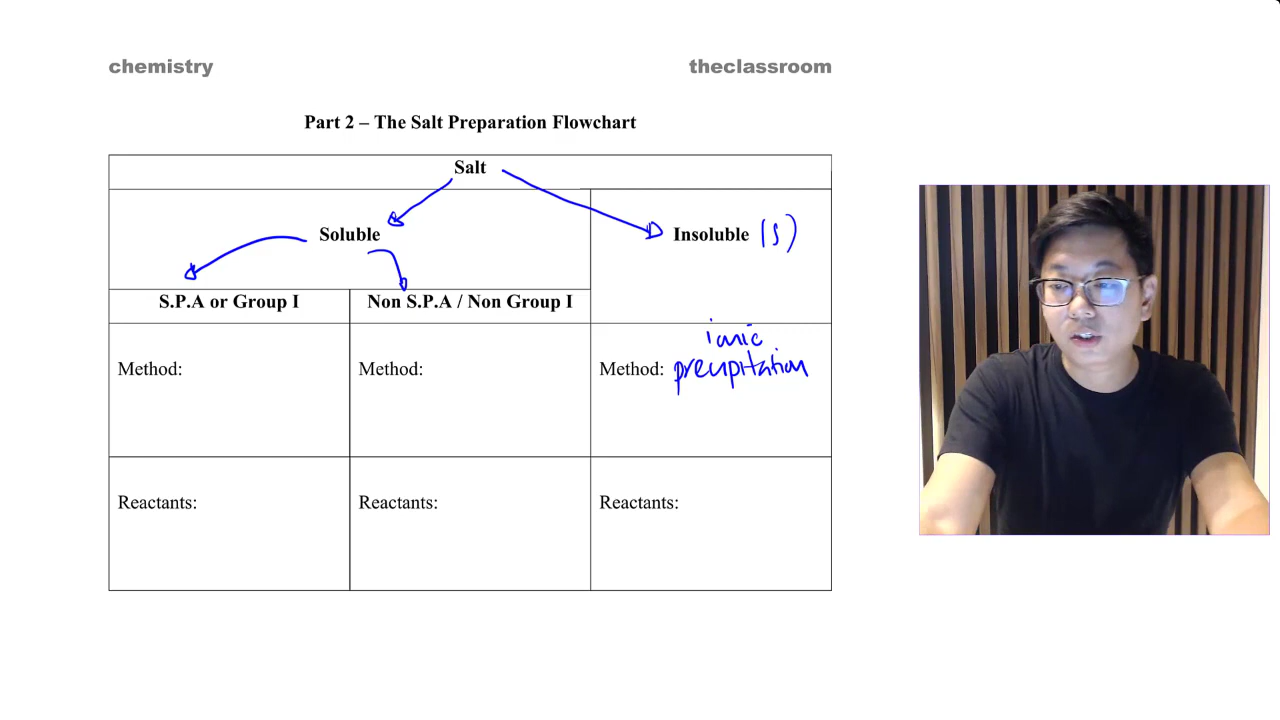 chemistry theclassroom
Part 2 – The Salt Preparation Flowchart
Salt
Soluble
Insoluble (s)
S.P.A or Group I
Non S.P.A / Non Group I
Method:
Method:
Method: ionic
precipitation
Reactants:
Reactants:
Reactants: